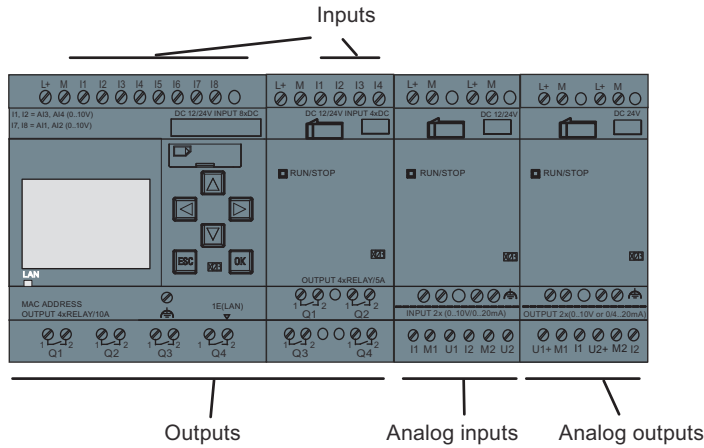 Inputs
L+ M I1 I2 I3 I4 I5 I6 I7 I8
L+ M I1 I2 I3 I4
L+ M L+ M
L+ M L+ M
I1, I2 = AI3, AI4 (0..10V)
I7, I8 = AI1, AI2 (0..10V)
DC 12/24V INPUT 8xDC
DC 12/24V INPUT 4xDC
DC 12/24V
DC 24V
RUN/STOP
RUN/STOP
RUN/STOP
ESC
OK
LAN
OUTPUT 4xRELAY/5A
1 2 1 2
Q1 Q2
MAC ADDRESS
OUTPUT 4xRELAY/10A
1E(LAN)
INPUT 2x (0..10V/0..20mA)
OUTPUT 2x(0..10V or 0/4..20mA)
1 2 1 2 1 2 1 2
Q1 Q2 Q3 Q4
1 2 1 2
Q3 Q4
I1 M1 U1 I2 M2 U2
U1+ M1 I1 U2+ M2 I2
Outputs
Analog inputs
Analog outputs